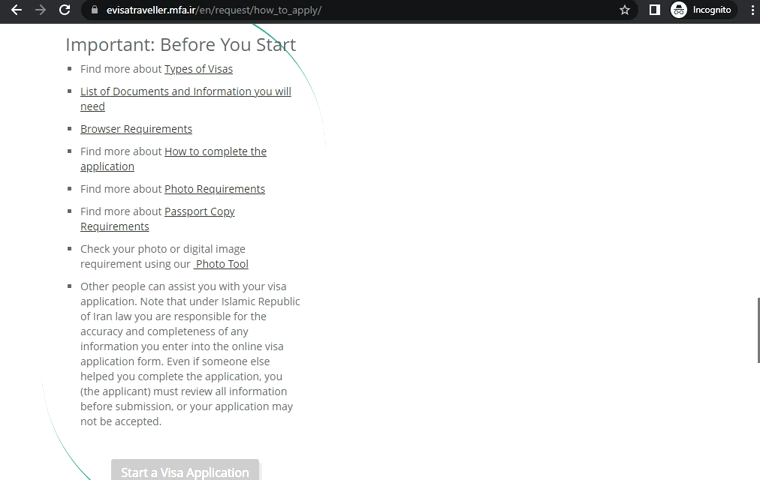 evisatraveller.mfa.ir/en/request/how_to_apply/
Incognito
Important: Before You Start
Find more about Types of Visas
List of Documents and Information you will
need
Browser Requirements
Find more about How to complete the
application
Find more about Photo Requirements
Find more about Passport Copy
Requirements
Check your photo or digital image
requirement using our Photo Tool
Other people can assist you with your visa
application. Note that under Islamic Republic
of Iran law you are responsible for the
accuracy and completeness of any
information you enter into the online visa
application form. Even if someone else
helped you complete the application, you
(the applicant) must review all information
before submission, or your application may
not be accepted.
Start a Visa Application